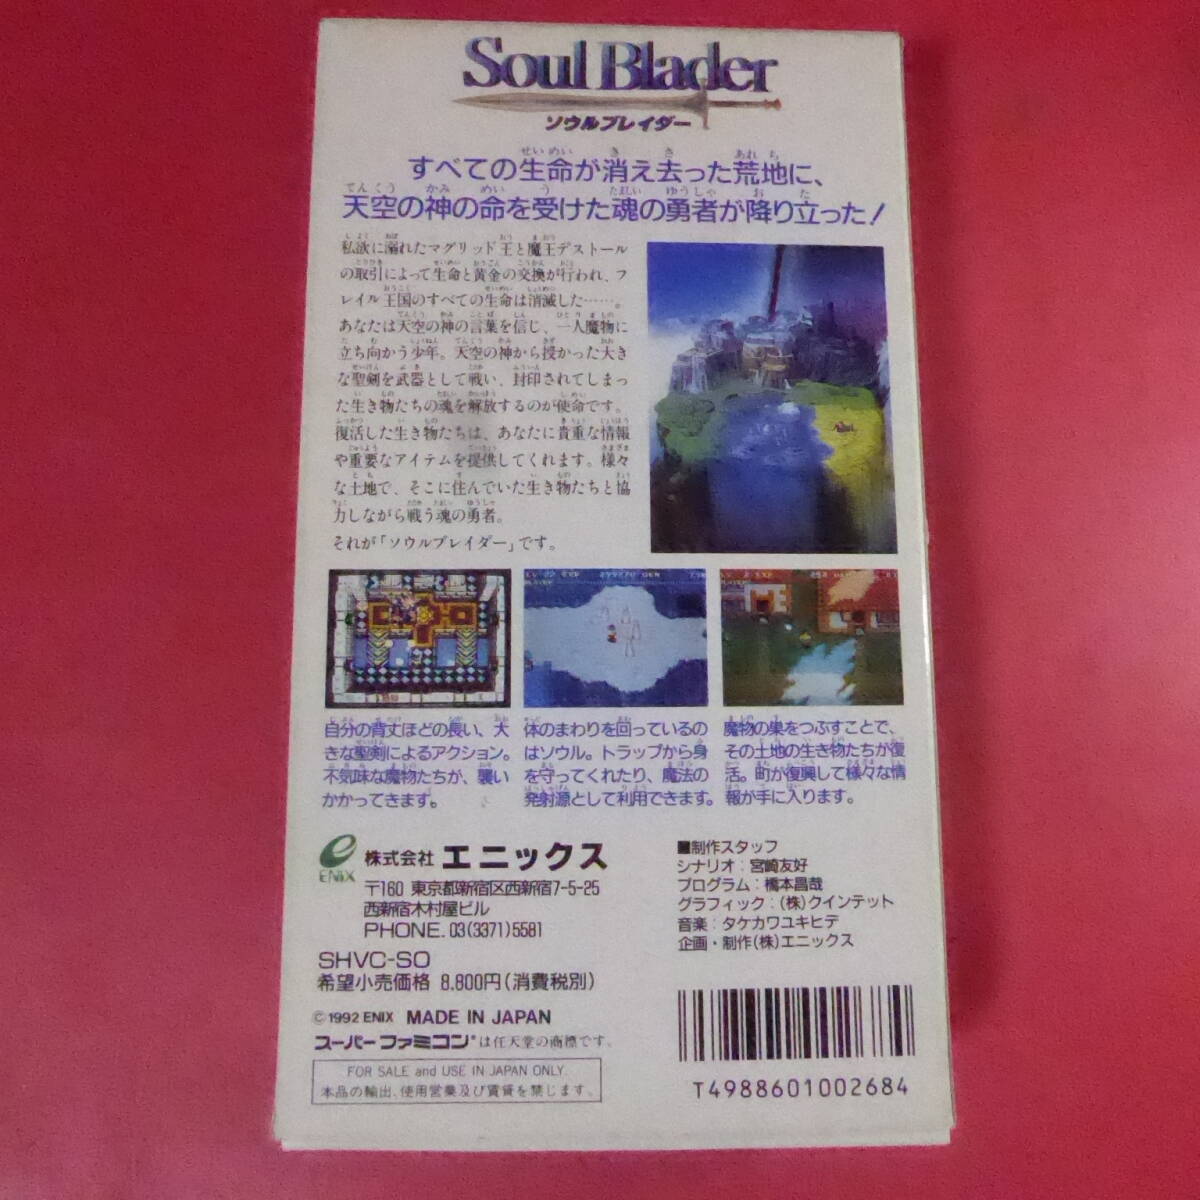 Soul Blader
ソウルブレイダー
すべての生命が消え去った荒地に、
天空の神の命を受けた魂の勇者が降り立った!
私欲に溺れたマグリッド王と魔王デストール
の取引によって生命と黄金の交換が行われ、フ
レイル王国のすべての生命は消滅した……。
あなたは天空の神の言葉を信じ、一人魔物に
立ち向かう少年。天空の神から授かった大き
な聖剣を武器として戦い、封印されてしまっ
た生き物たちの魂を解放するのが使命です。
復活した生き物たちは、あなたに貴重な情報
や重要なアイテムを提供してくれます。様々
な土地で、そこに住んでいた生き物たちと協
力しながら戦う魂の勇者。
それが「ソウルブレイダー」です。
自分の背丈ほどの長い、大
きな聖剣によるアクション。
不気味な魔物たちが、襲い
かかってきます。
体のまわりを回っているの
はソウル。トラップから身
を守ってくれたり、魔法の
発射源として利用できます。
魔物の巣をつぶすことで、
その土地の生き物たちが復
活。町が復興して様々な情
報が手に入ります。
ENIX
株式会社 エニックス
〒160 東京都新宿区西新宿7-5-25
西新宿木村屋ビル
PHONE. 03(3371)5581
SHVC-SO
希望小売価格 8,800円(消費税別)
©1992 ENIX MADE IN JAPAN
スーパーファミコン®は任天堂の商標です。
FOR SALE and USE IN JAPAN ONLY.
本品の輸出、使用営業及び賃貸を禁じます。
■制作スタッフ
シナリオ:宮崎友好
プログラム:橋本昌哉
グラフィック:(株)クインテット
音楽:タケカワユキヒデ
企画・制作(株)エニックス
T4988601002684